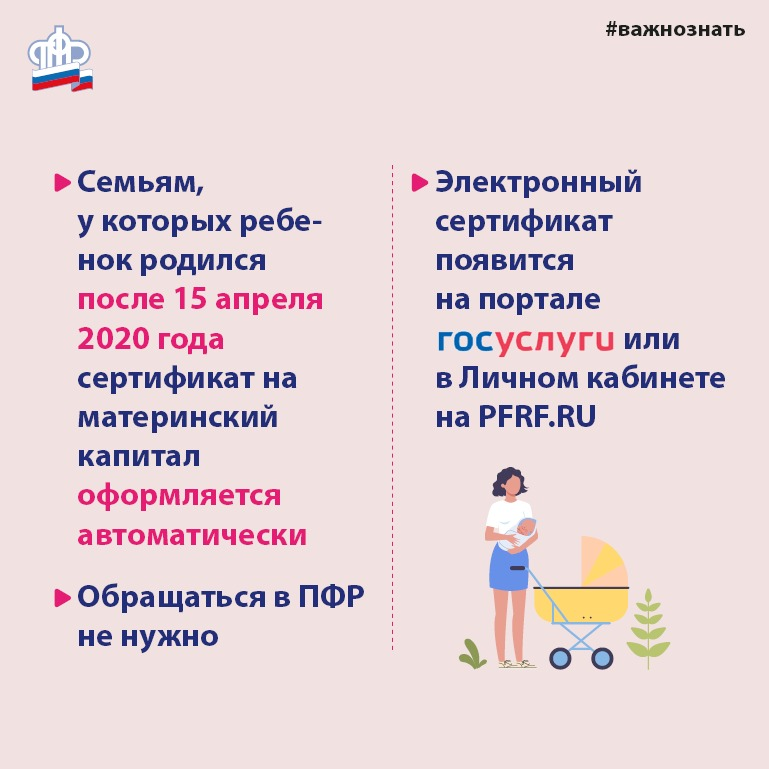 #важнознать
Семьям,
у которых ребе-
нок родился
после 15 апреля
2020 года
сертификат на
материнский
капитал
оформляется
автоматически
Обращаться в ПФР
не нужно
Электронный
сертификат
появится
на портале
госуслуги или
в Личном кабинете
на PFRF.RU